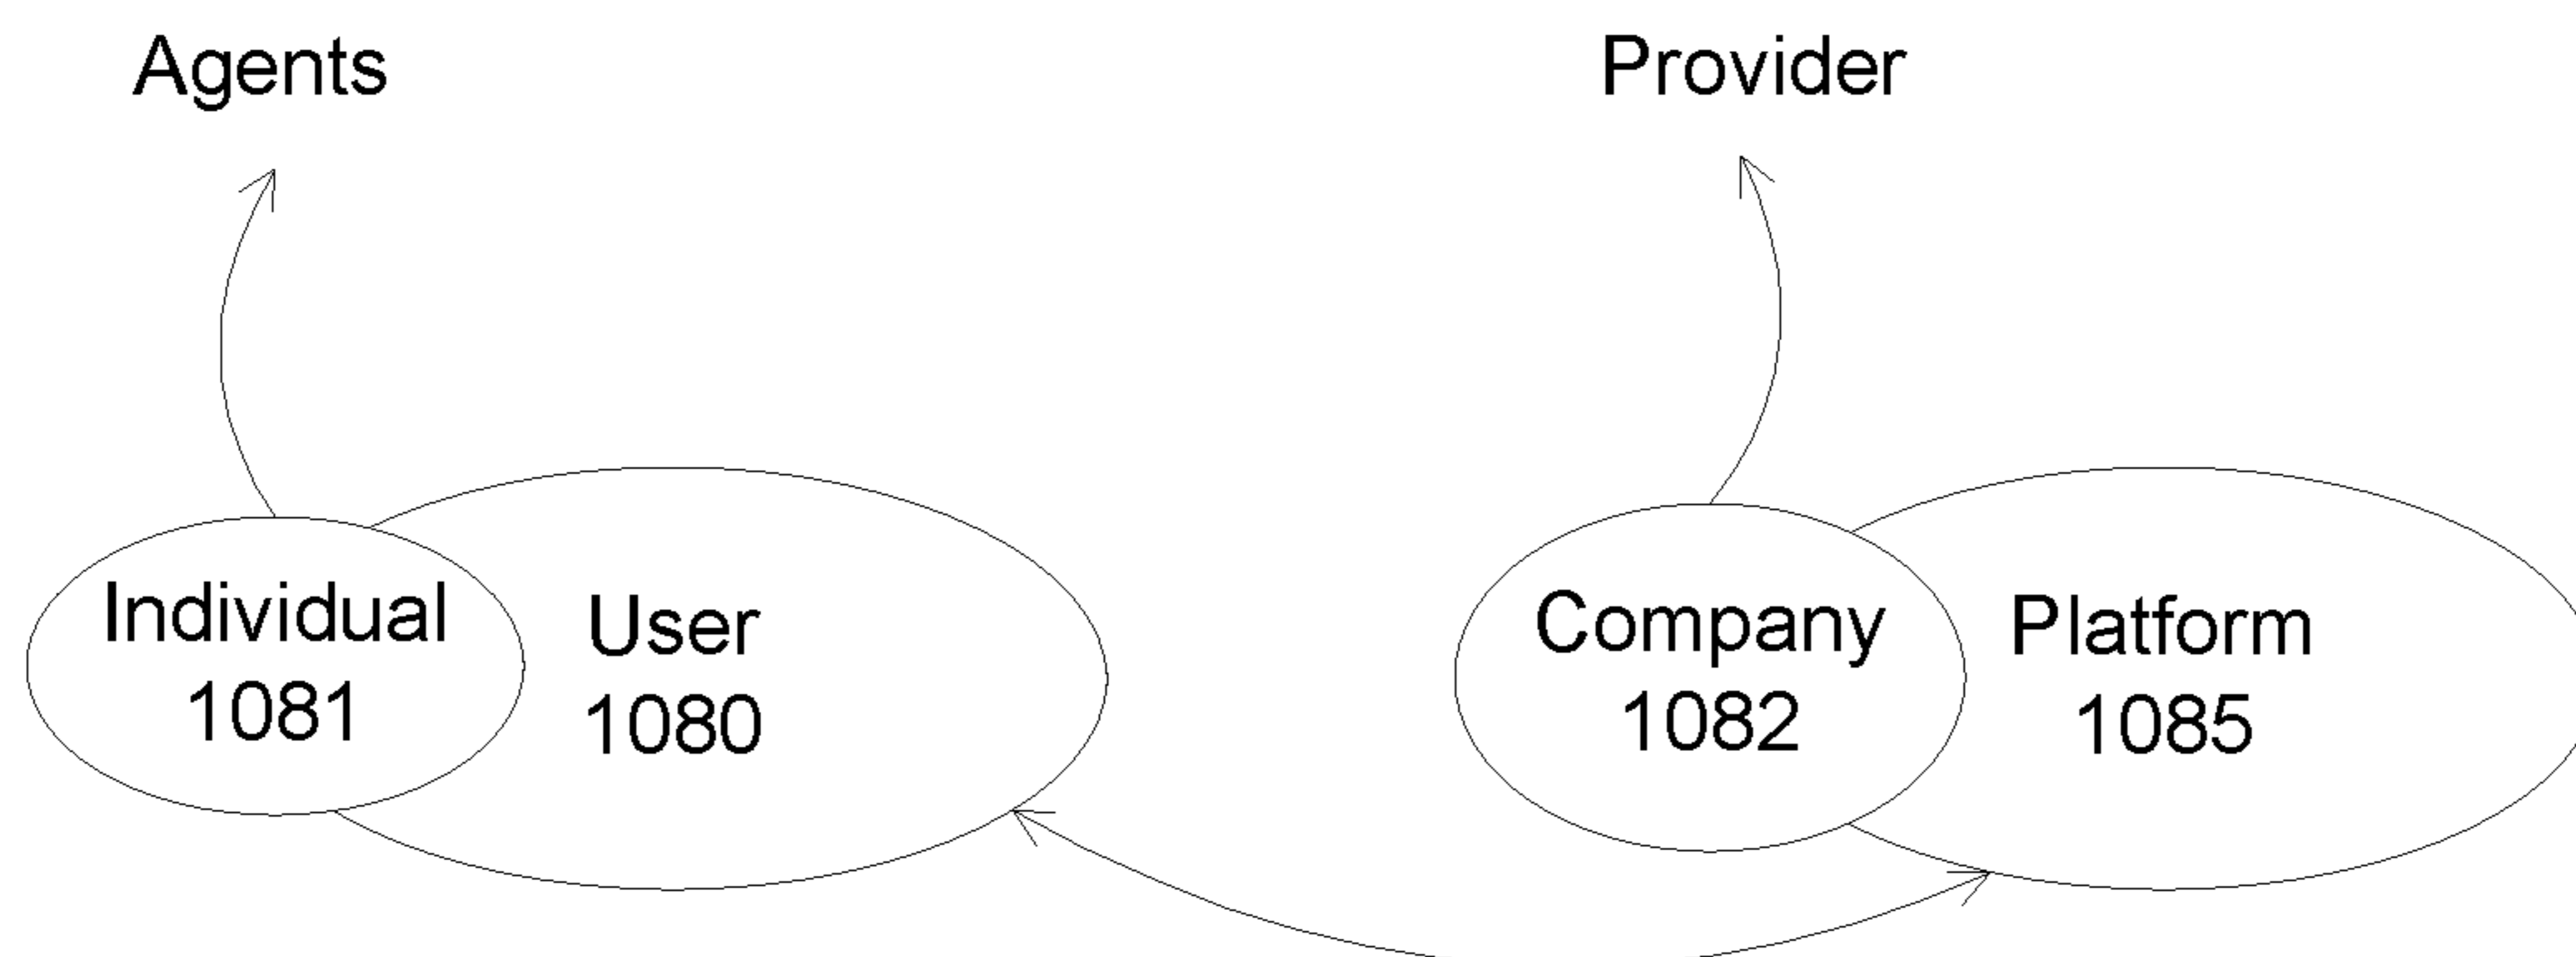 Agents
Provider
Individual
1081
User
1080
Company
1082
Platform
1085